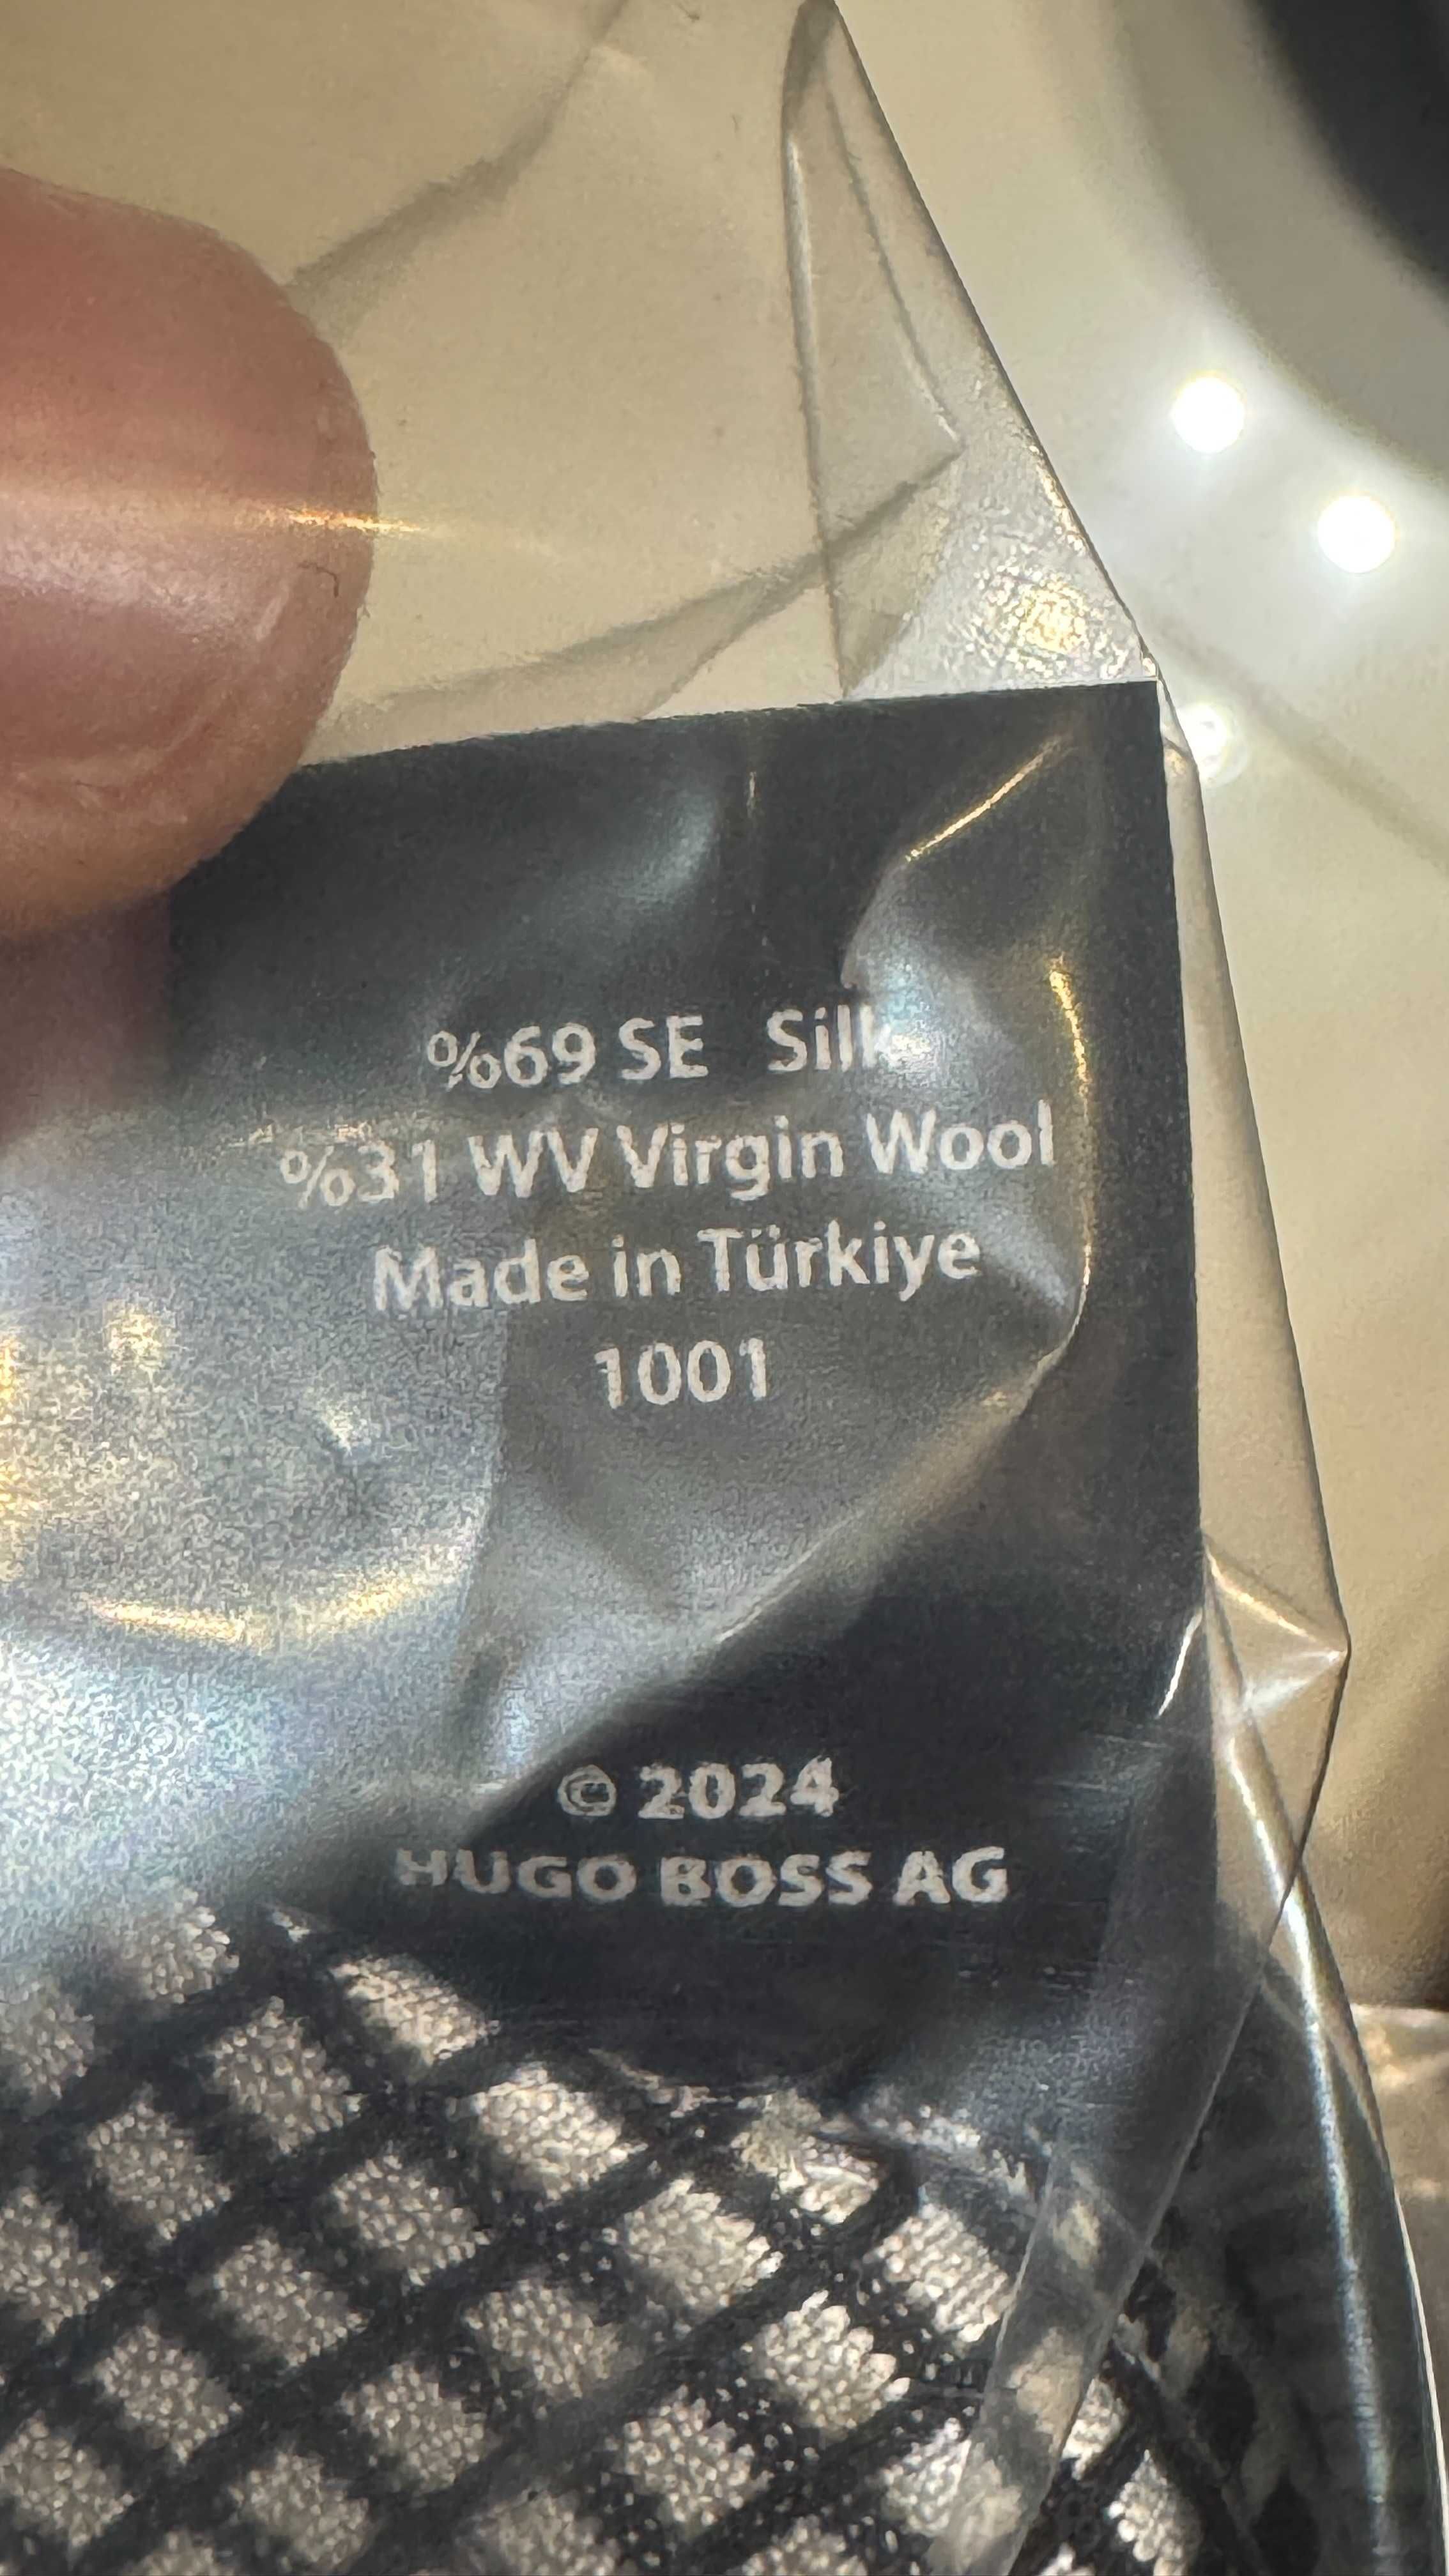 %69 SE Silk
%31 WV Virgin Wool
Made in Türkiye
1001
© 2024
HUGO BOSS AG